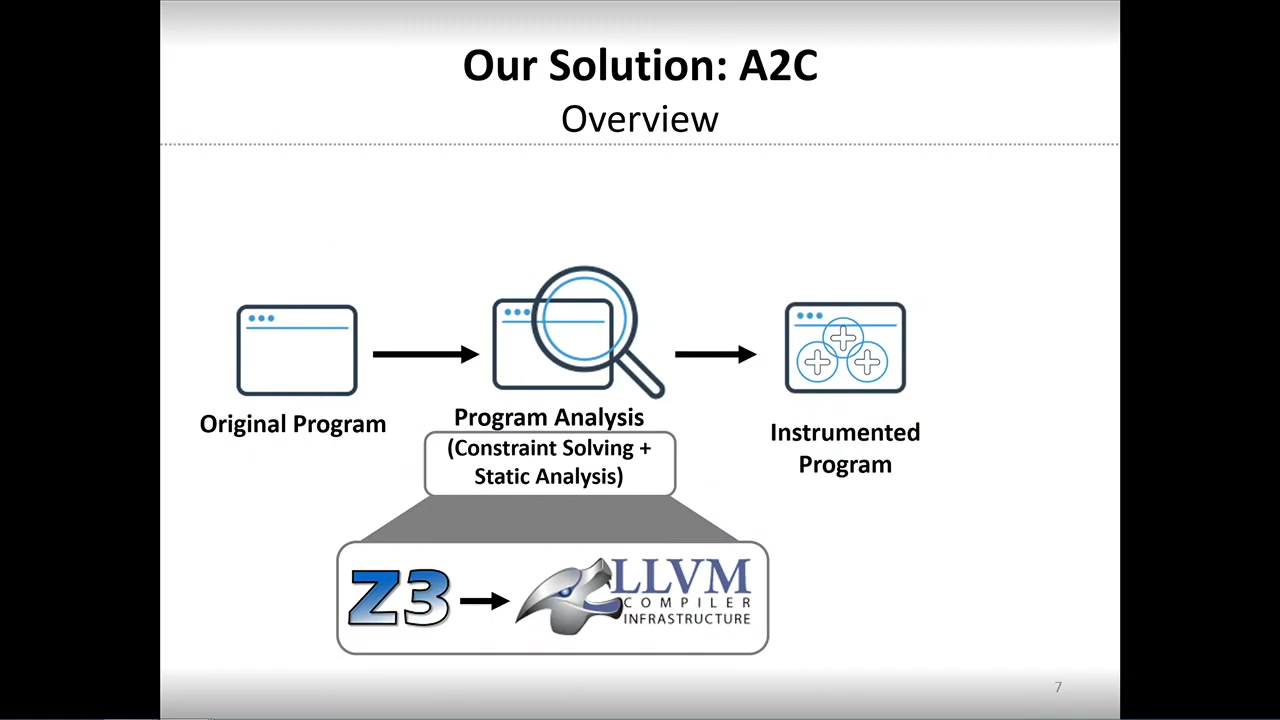 Our Solution: A2C
Overview
Original Program
Program Analysis
(Constraint Solving +
Static Analysis)
Instrumented
Program
Z3
LLVM
COMPILER
INFRASTRUCTURE
7